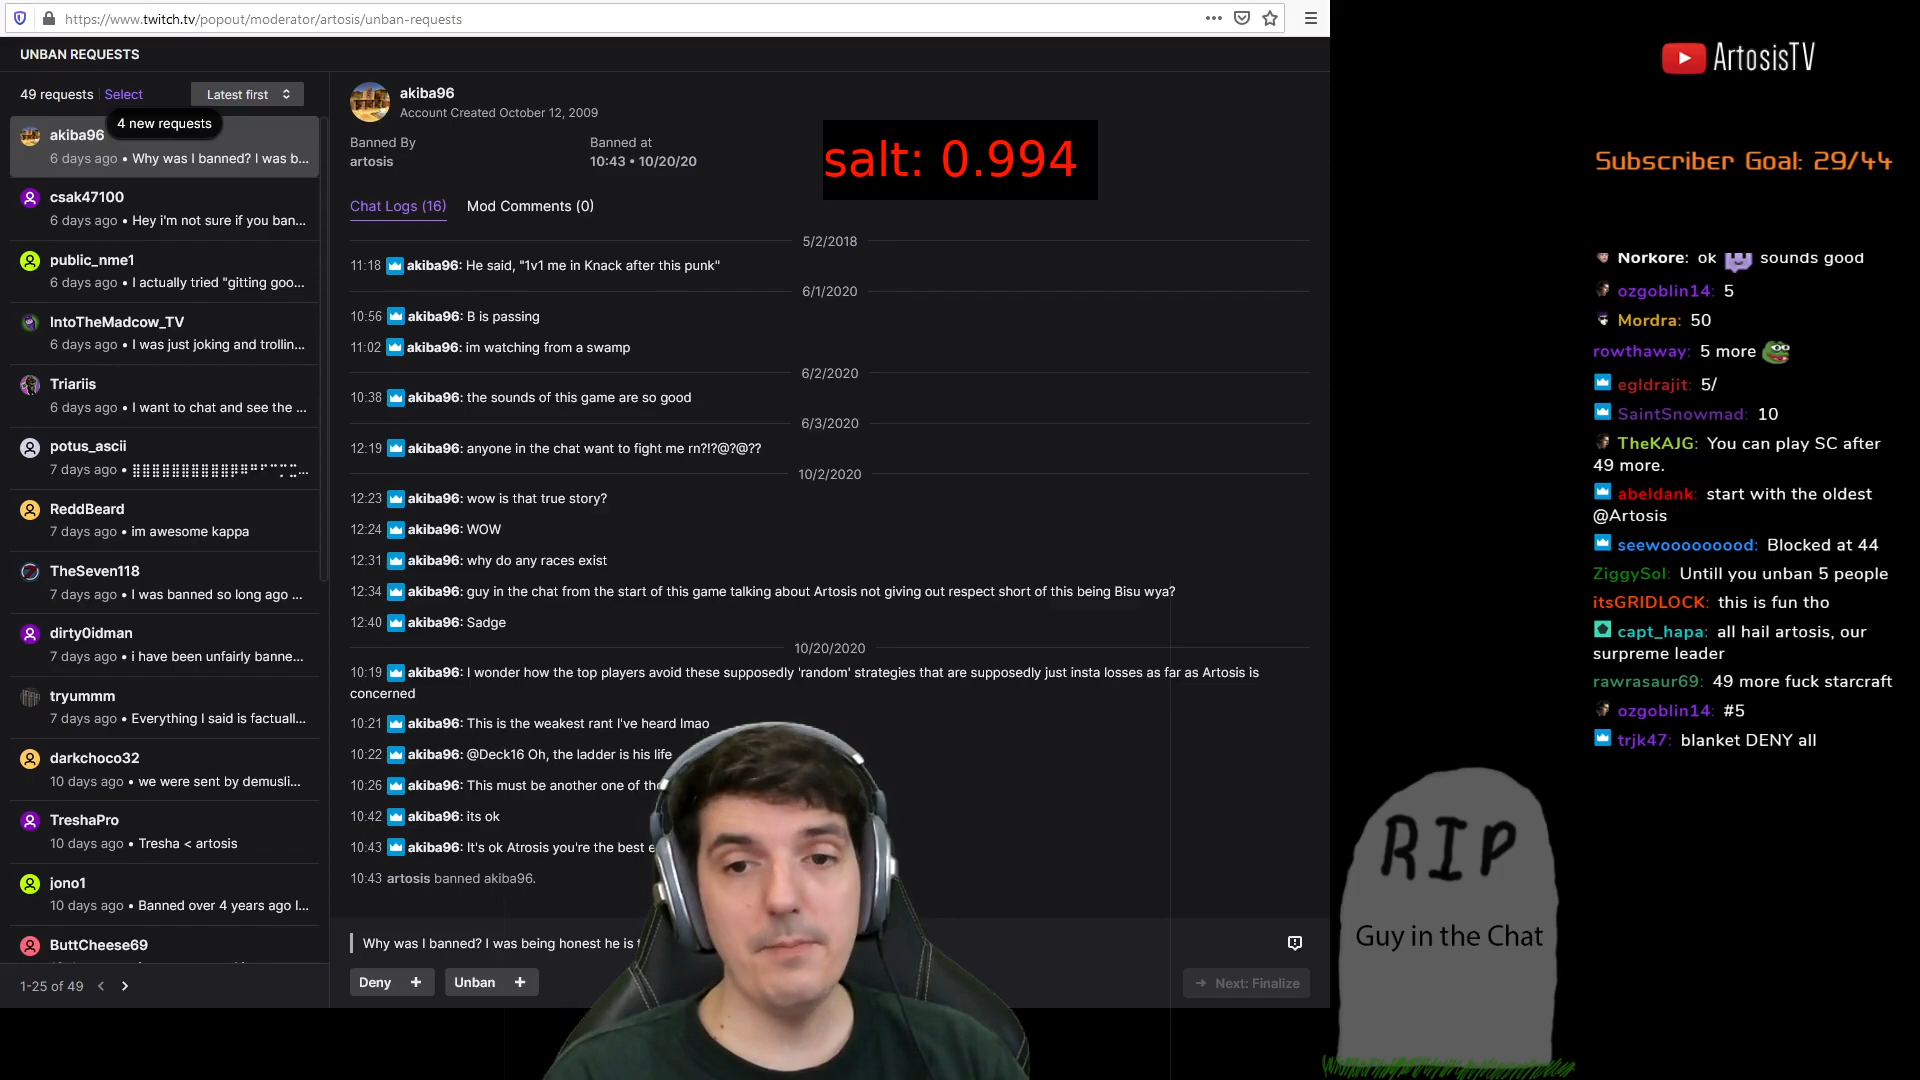 https://www.twitch.tv/popout/moderator/artosis/unban-requests
UNBAN REQUESTS
49 requests
Select
Latest first
4 new requests
akiba96
6 days ago • Why was I banned? I was b...
csak47100
6 days ago • Hey i'm not sure if you ban...
public_nme1
6 days ago • I actually tried "gitting goo...
IntoTheMadcow_TV
6 days ago • I was just joking and trollin...
Triariis
6 days ago • I want to chat and see the ...
potus_ascii
7 days ago •
ReddBeard
7 days ago • im awesome kappa
TheSeven118
7 days ago • I was banned so long ago ...
dirty0idman
7 days ago • i have been unfairly banne...
tryummm
7 days ago • Everything I said is factuall...
darkchoco32
10 days ago • we were sent by demusli...
TreshaPro
10 days ago • Tresha < artosis
jono1
10 days ago • Banned over 4 years ago I...
ButtCheese69
1-25 of 49
akiba96
Account Created October 12, 2009
Banned By
artosis
Banned at
10:43 • 10/20/20
salt: 0.994
Chat Logs (16)
Mod Comments (0)
5/2/2018
11:18 akiba96: He said, "1v1 me in Knack after this punk"
6/1/2020
10:56 akiba96: B is passing
11:02 akiba96: im watching from a swamp
6/2/2020
10:38 akiba96: the sounds of this game are so good
6/3/2020
12:19 akiba96: anyone in the chat want to fight me rn?!?@?@??
10/2/2020
12:23 akiba96: wow is that true story?
12:24 akiba96: WOW
12:31 akiba96: why do any races exist
12:34 akiba96: guy in the chat from the start of this game talking about Artosis not giving out respect short of this being Bisu wya?
12:40 akiba96: Sadge
10/20/2020
10:19 akiba96: I wonder how the top players avoid these supposedly 'random' strategies that are supposedly just insta losses as far as Artosis is
concerned
10:21 akiba96: This is the weakest rant I've heard lmao
10:22 akiba96: @Deck16 Oh, the ladder is his life
10:26 akiba96: This must be another one of
10:42 akiba96: its ok
10:43 akiba96: It's ok Atrosis you're the best
10:43 artosis banned akiba96.
Why was I banned? I was being honest he is
Deny +
Unban +
Next: Finalize
ArtosisTV
Subscriber Goal: 29/44
Norkore: ok sounds good
ozgoblin14: 5
Mordra: 50
rowthaway: 5 more
egldrajit: 5/
SaintSnowmad: 10
TheKAJG: You can play SC after
49 more.
abeldank: start with the oldest
@Artosis
seewooooooood: Blocked at 44
ZiggySol: Untill you unban 5 people
itsGRIDLOCK: this is fun tho
capt_hapa: all hail artosis, our
surpreme leader
rawrasaur69: 49 more fuck starcraft
ozgoblin14: #5
trjk47: blanket DENY all
RIP
Guy in the Chat